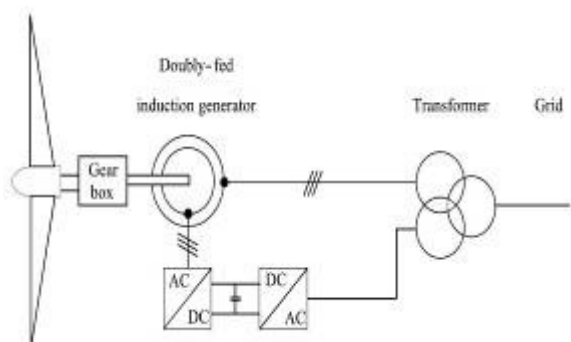 Doubly-fed
induction generator
Transformer
Grid
Gear
box
AC
DC
DC
AC